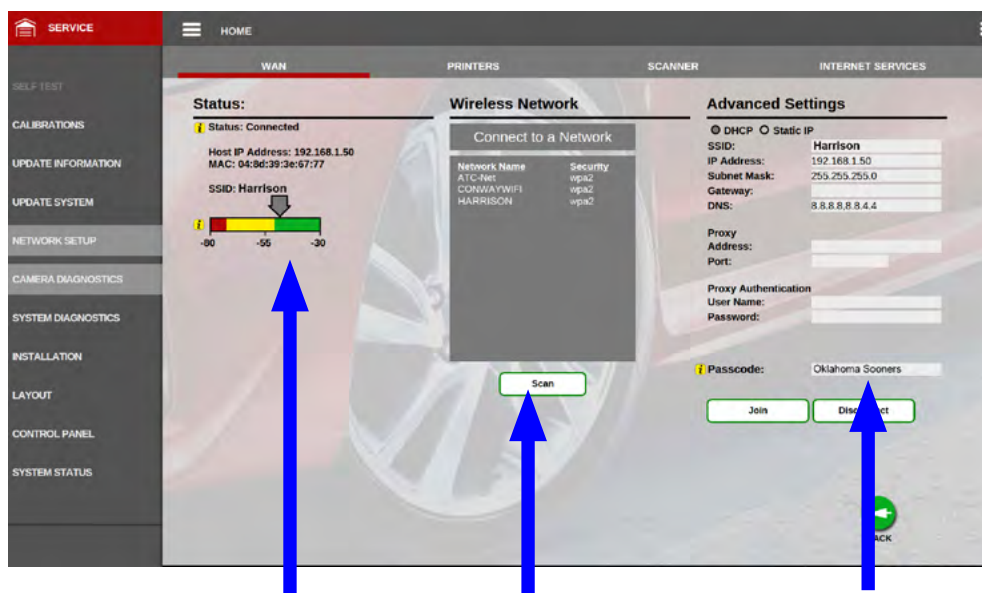 SERVICE
HOME
WAN
PRINTERS
SCANNER
INTERNET SERVICES
SELF TEST
CALIBRATIONS
UPDATE INFORMATION
UPDATE SYSTEM
NETWORK SETUP
CAMERA DIAGNOSTICS
SYSTEM DIAGNOSTICS
INSTALLATION
LAYOUT
CONTROL PANEL
SYSTEM STATUS
Status:
i Status: Connected
Host IP Address: 192.168.1.50
MAC: 04:8d:39:3e:67:77
SSID: Harrison
i
-80 -55 -30
Wireless Network
Connect to a Network
Network Name Security
ATC-Net wpa2
CONWAYWIFI wpa2
HARRISON wpa2
Scan
Advanced Settings
DHCP Static IP
SSID: Harrison
IP Address: 192.168.1.50
Subnet Mask: 255.255.255.0
Gateway:
DNS: 8.8.8.8,8.8.4.4
Proxy
Address:
Port:
Proxy Authentication
User Name:
Password:
i Passcode: Oklahoma Sooners
Join